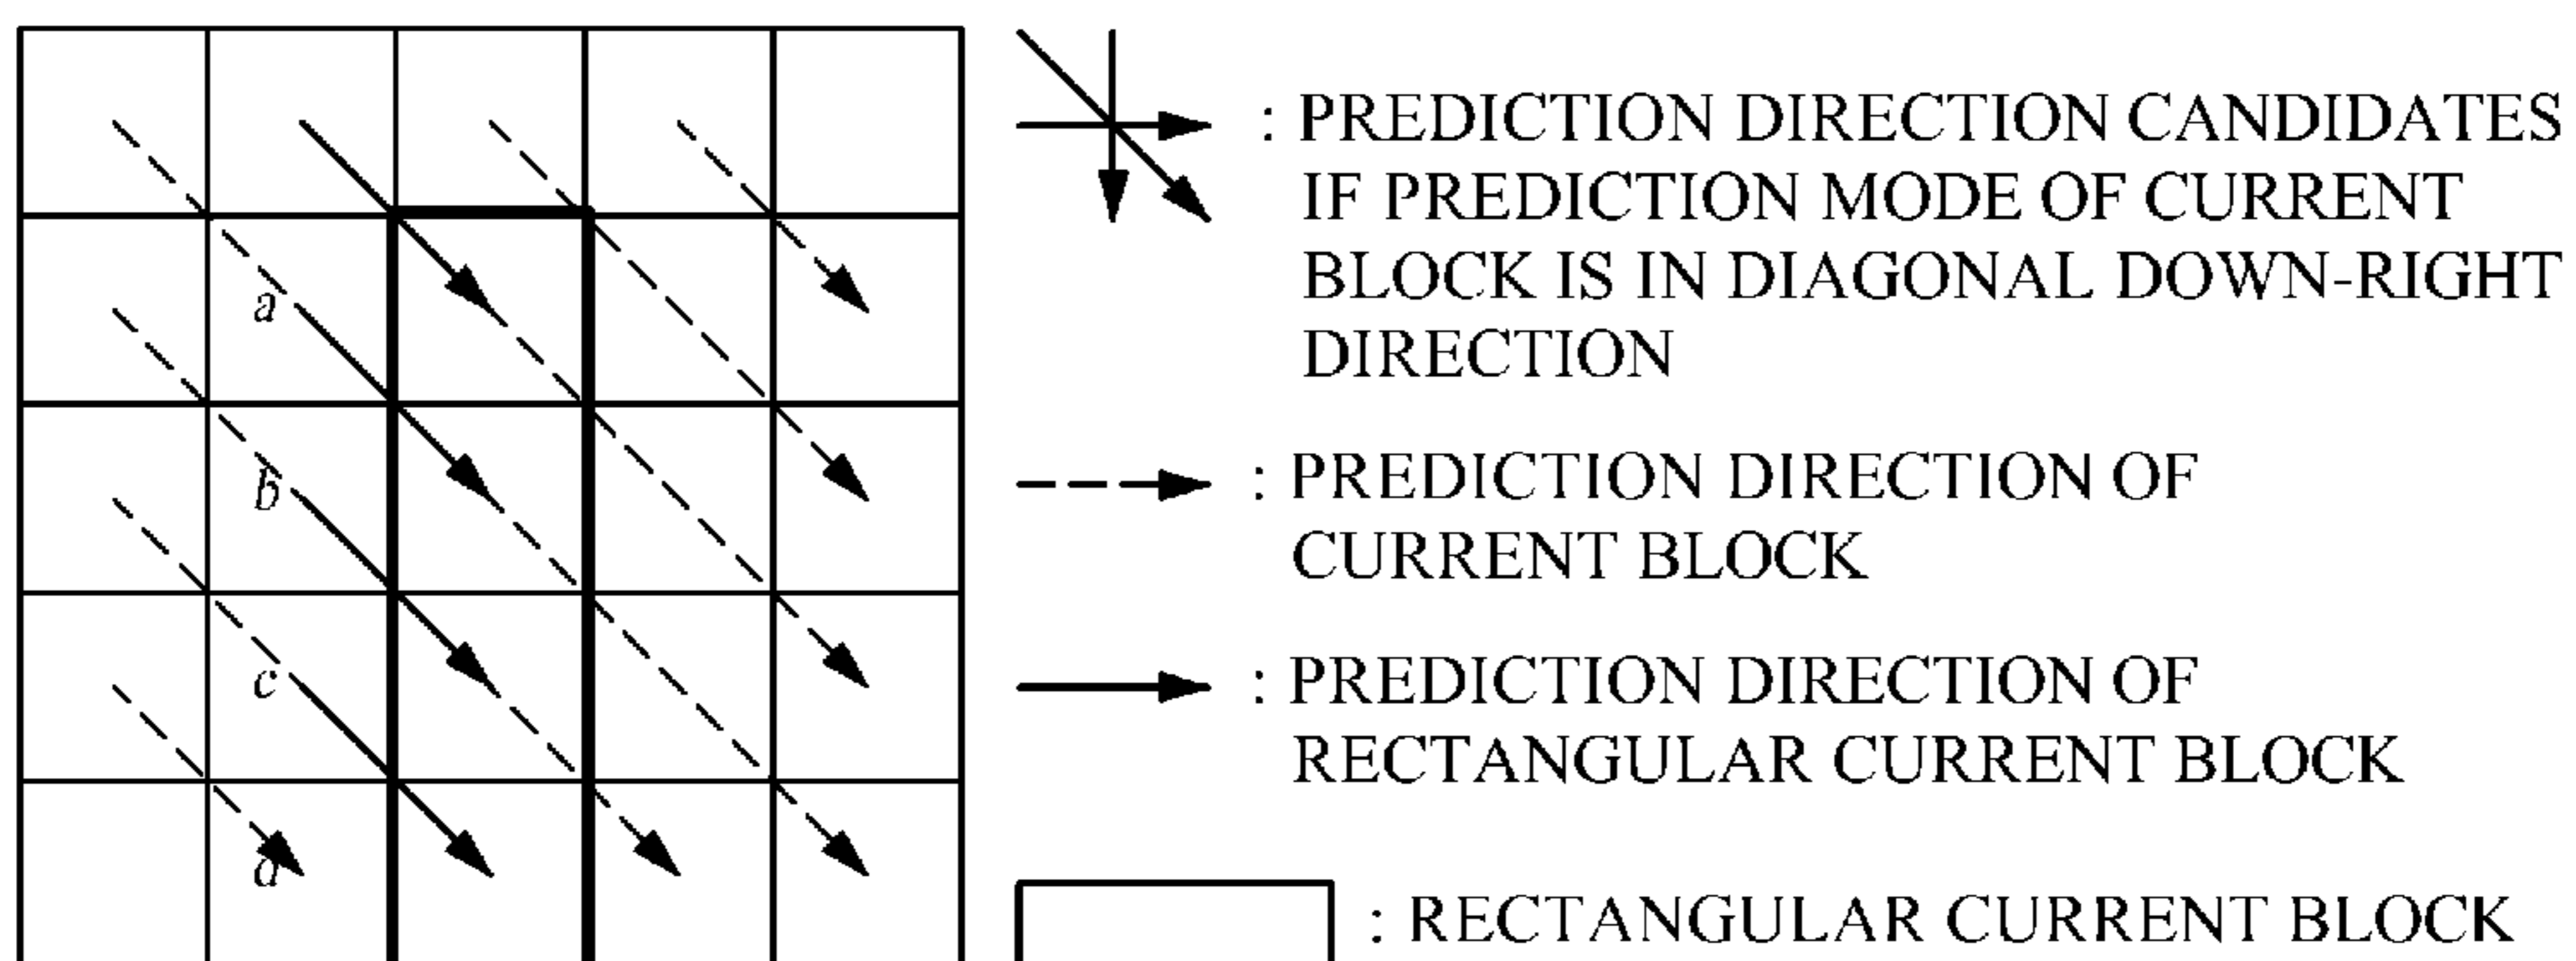 : PREDICTION DIRECTION CANDIDATES
IF PREDICTION MODE OF CURRENT
BLOCK IS IN DIAGONAL DOWN-RIGHT
DIRECTION
: PREDICTION DIRECTION OF
CURRENT BLOCK
: PREDICTION DIRECTION OF
RECTANGULAR CURRENT BLOCK
: RECTANGULAR CURRENT BLOCK
a
b
c
d